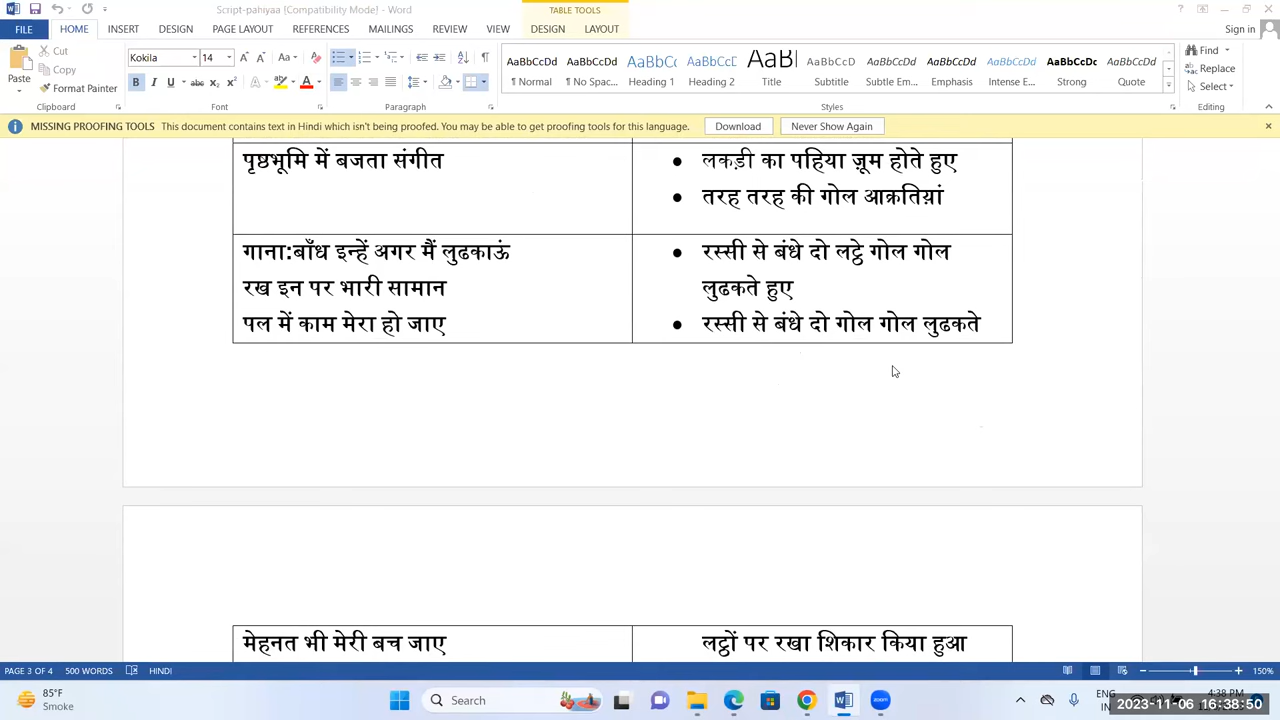 Script-pahiyaa [Compatibility Mode] - Word
TABLE TOOLS
FILE HOME INSERT DESIGN PAGE LAYOUT REFERENCES MAILINGS REVIEW VIEW DESIGN LAYOUT Sign in
Cut
Copy
Format Painter
Paste
Kokila 14
AaBbCcDd AaBbCcDd AaBbCc AaBbCcD AaBl AaBbCcD AaBbCcDd AaBbCcDd AaBbCcDd AaBbCcDc AaBbCcDd
¶ Normal ¶ No Spac... Heading 1 Heading 2 Title Subtitle Subtle Em... Emphasis Intense E... Strong Quote
Find
Replace
Select
Clipboard Font Paragraph Styles Editing
MISSING PROOFING TOOLS This document contains text in Hindi which isn't being proofed. You may be able to get proofing tools for this language. Download Never Show Again
पृष्ठभूमि में बजता संगीत
• लकड़ी का पहिया ज़ूम होते हुए
• तरह तरह की गोल आक्रतिय़ां
गाना:बाँध इन्हें अगर मैं लुढकाऊं
रख इन पर भारी सामान
पल में काम मेरा हो जाए
• रस्सी से बंधे दो लट्ठे गोल गोल
लुढकते हुए
• रस्सी से बंधे दो गोल गोल लुढकते
मेहनत भी मेरी बच जाए
लट्ठों पर रखा शिकार किया हुआ
PAGE 3 OF 4 500 WORDS HINDI 150%
85°F
Smoke
Search
ENG
IN
4:38 PM
2023-11-06 16:38:50